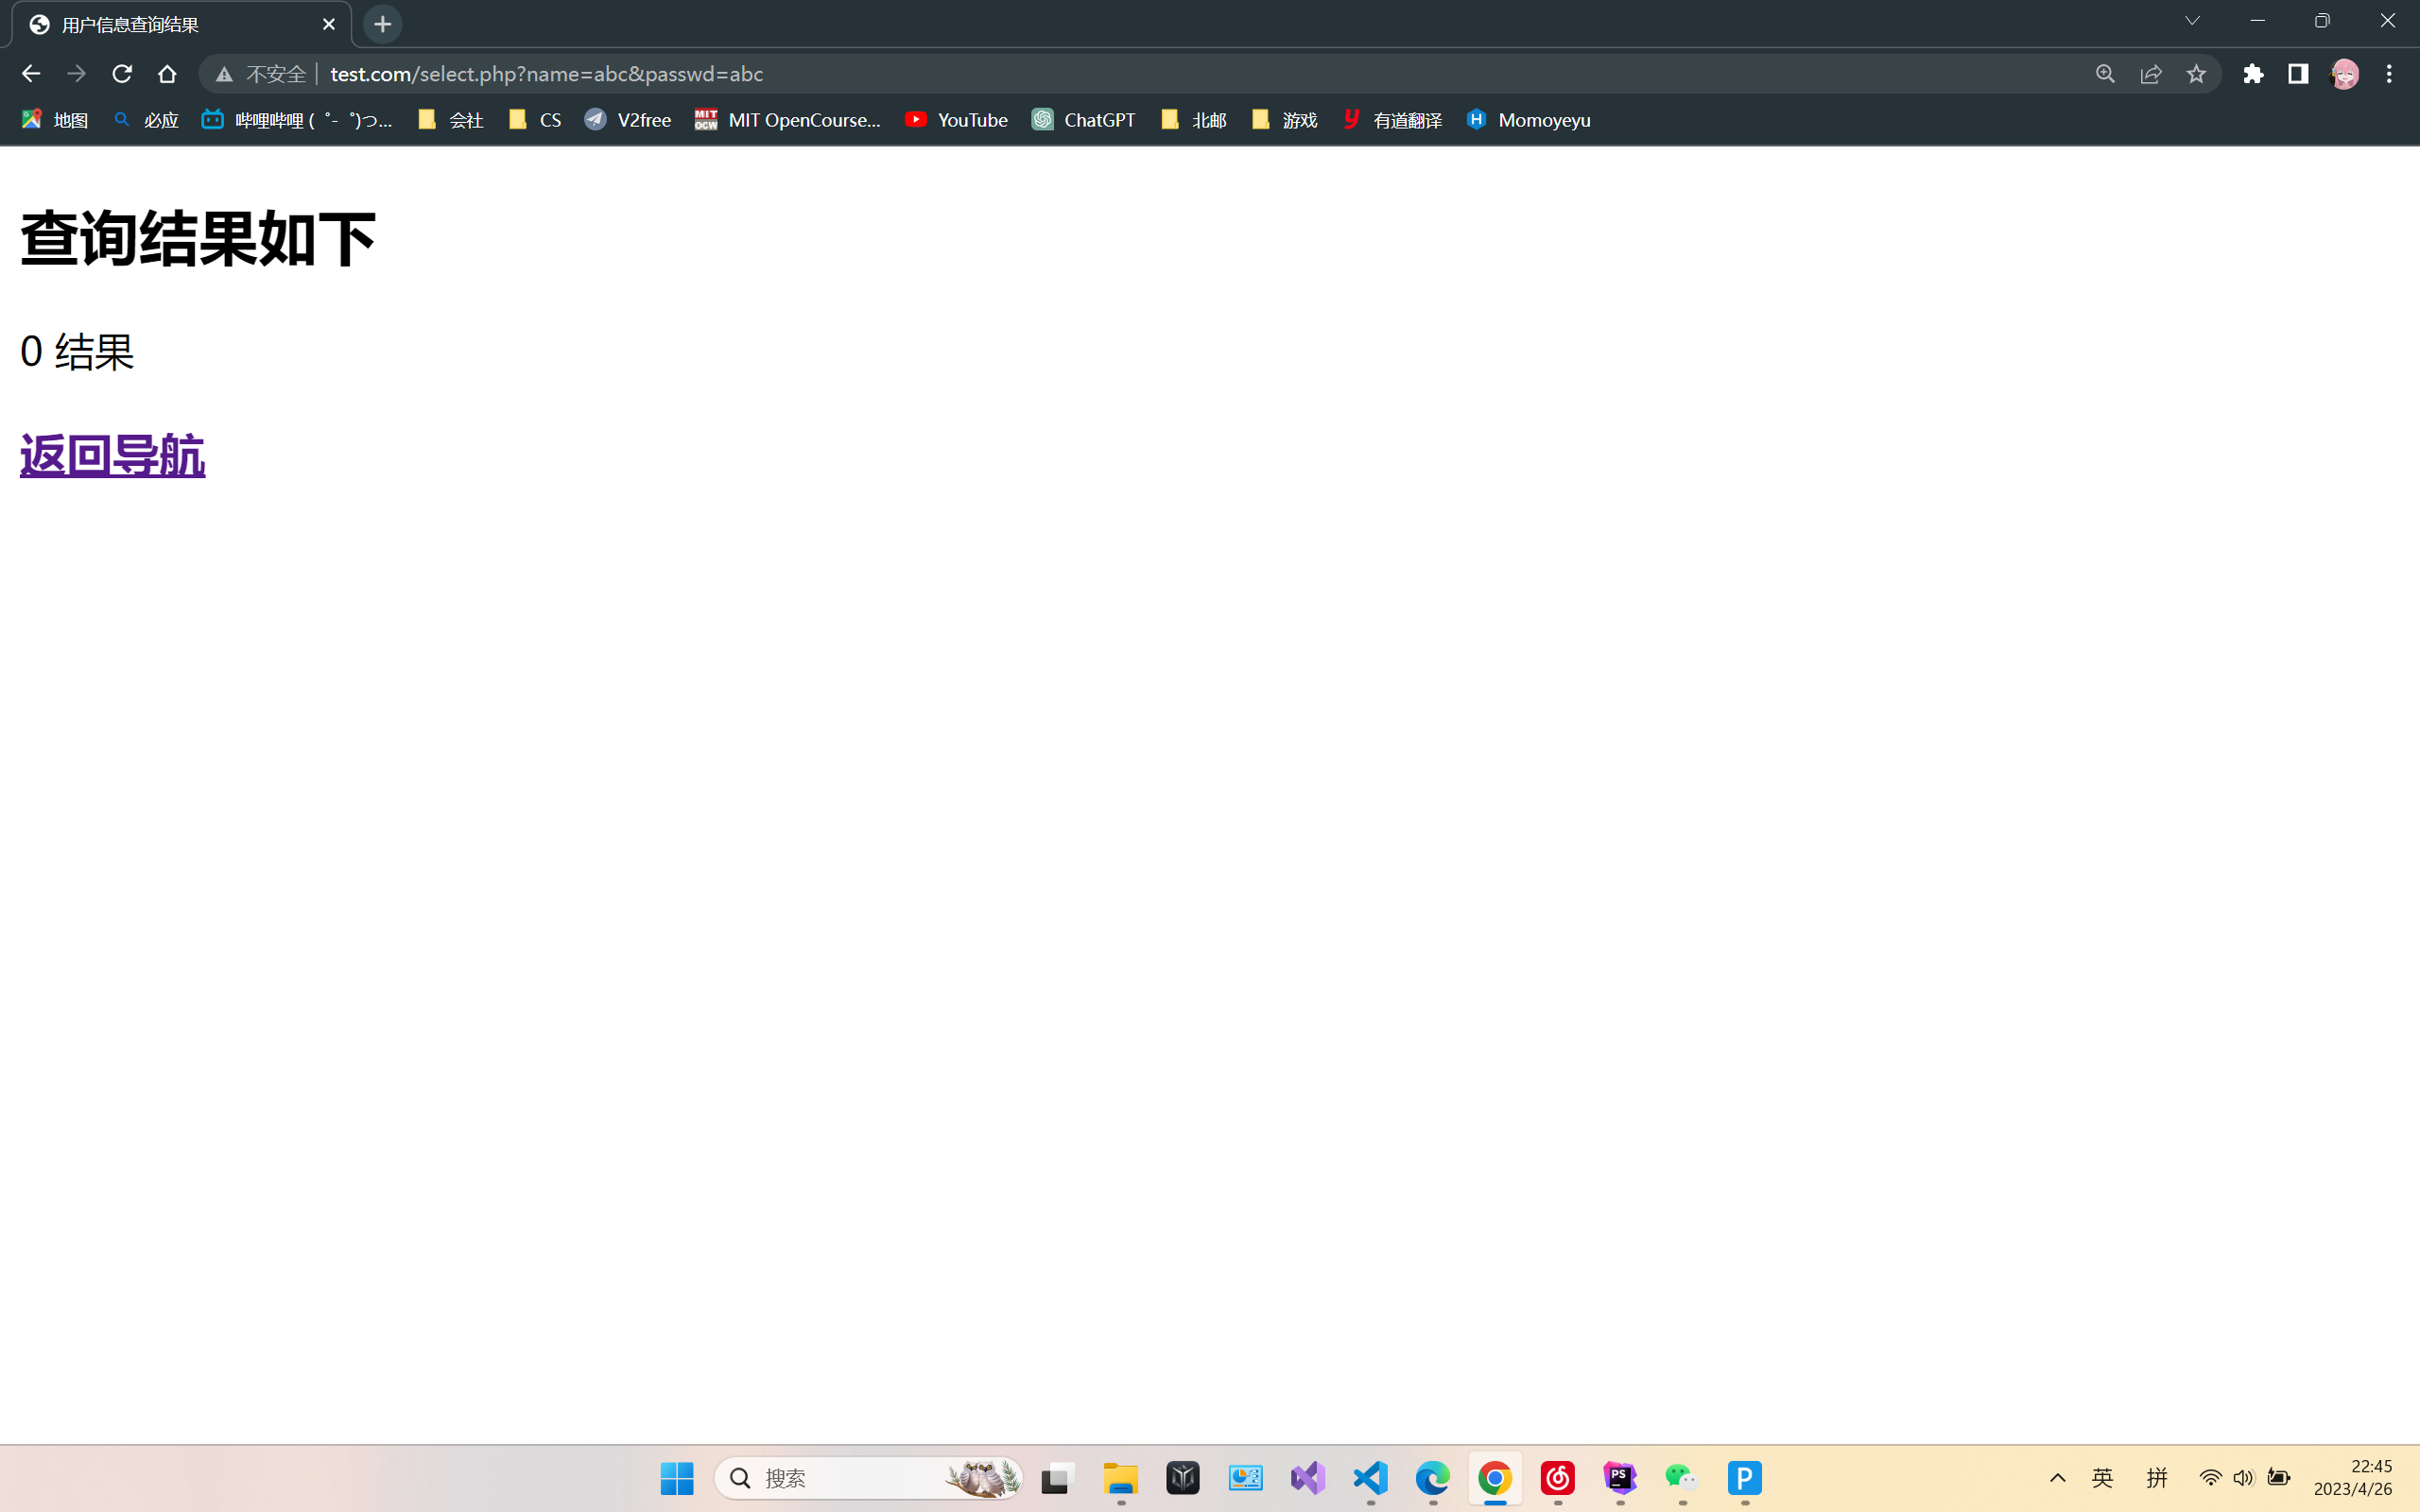 用户信息查询结果
不安全 test.com/select.php?name=abc&passwd=abc
地图 必应 哔哩哔哩 ( ゜- ゜)つ... 会社 CS V2free MIT OpenCourse... YouTube ChatGPT 北邮 游戏 有道翻译 Momoyeyu
查询结果如下
0 结果
返回导航
搜索
英 拼
22:45
2023/4/26